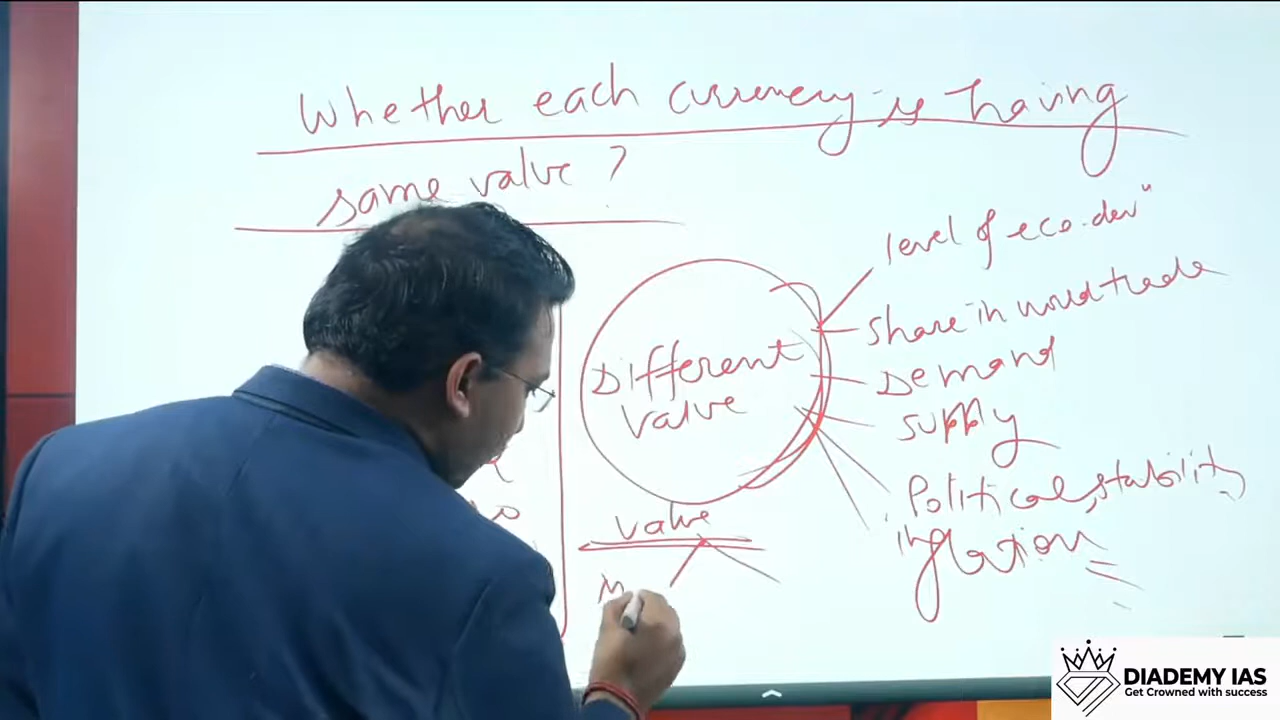 Whether each currency is having
same value ?
level of eco. dev"
Share in world trade
Different
value
Demand
supply
Political stability
inflation
value
DIADEMY IAS
Get Crowned with success